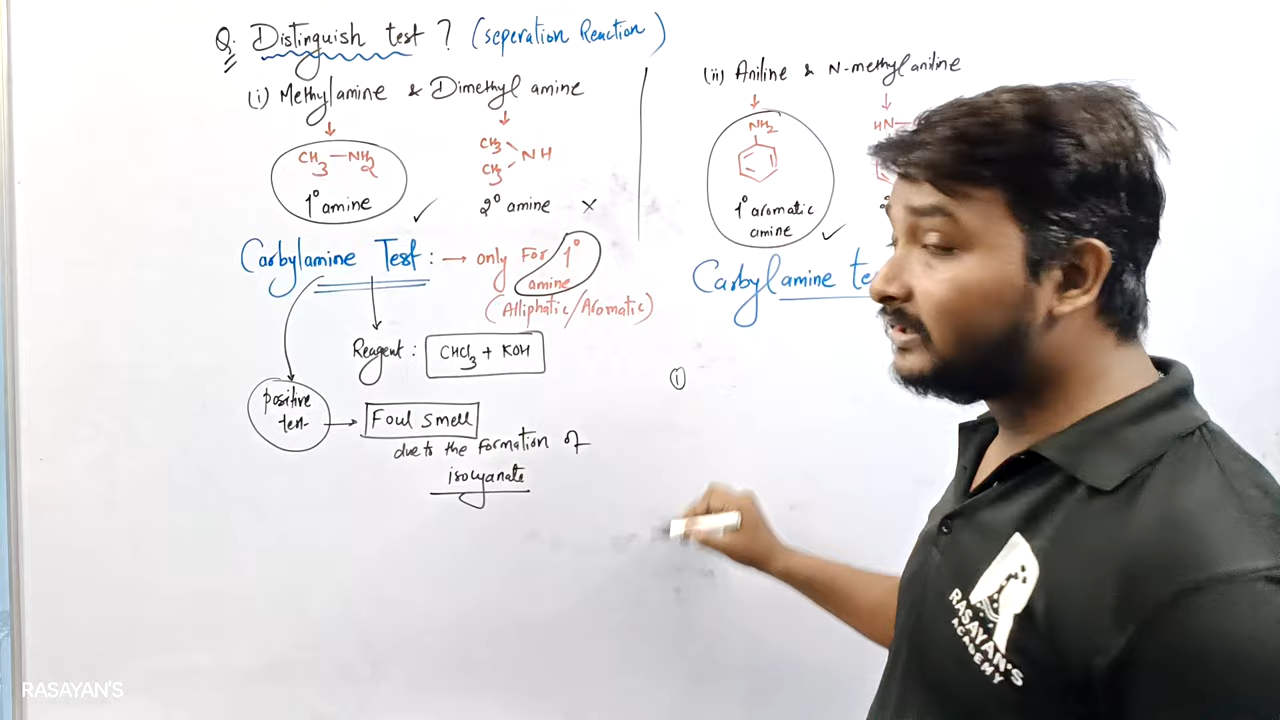 Q. Distinguish test ? (seperation Reaction)
(i) Methylamine & Dimethyl amine
CH3—NH2
1° amine
CH3
CH3
NH
2° amine ×
Carbylamine Test : → only For 1°
amine
(Alliphatic/Aromatic)
Reagent : CHCl3 + KOH
positive
test → Foul smell
due to the formation of
isocyanate
(ii) Aniline & N-methylaniline
NH2
HN—
1° aromatic
amine
Carbylamine te
①
RASAYAN'S
ACADEMY
RASAYAN'S